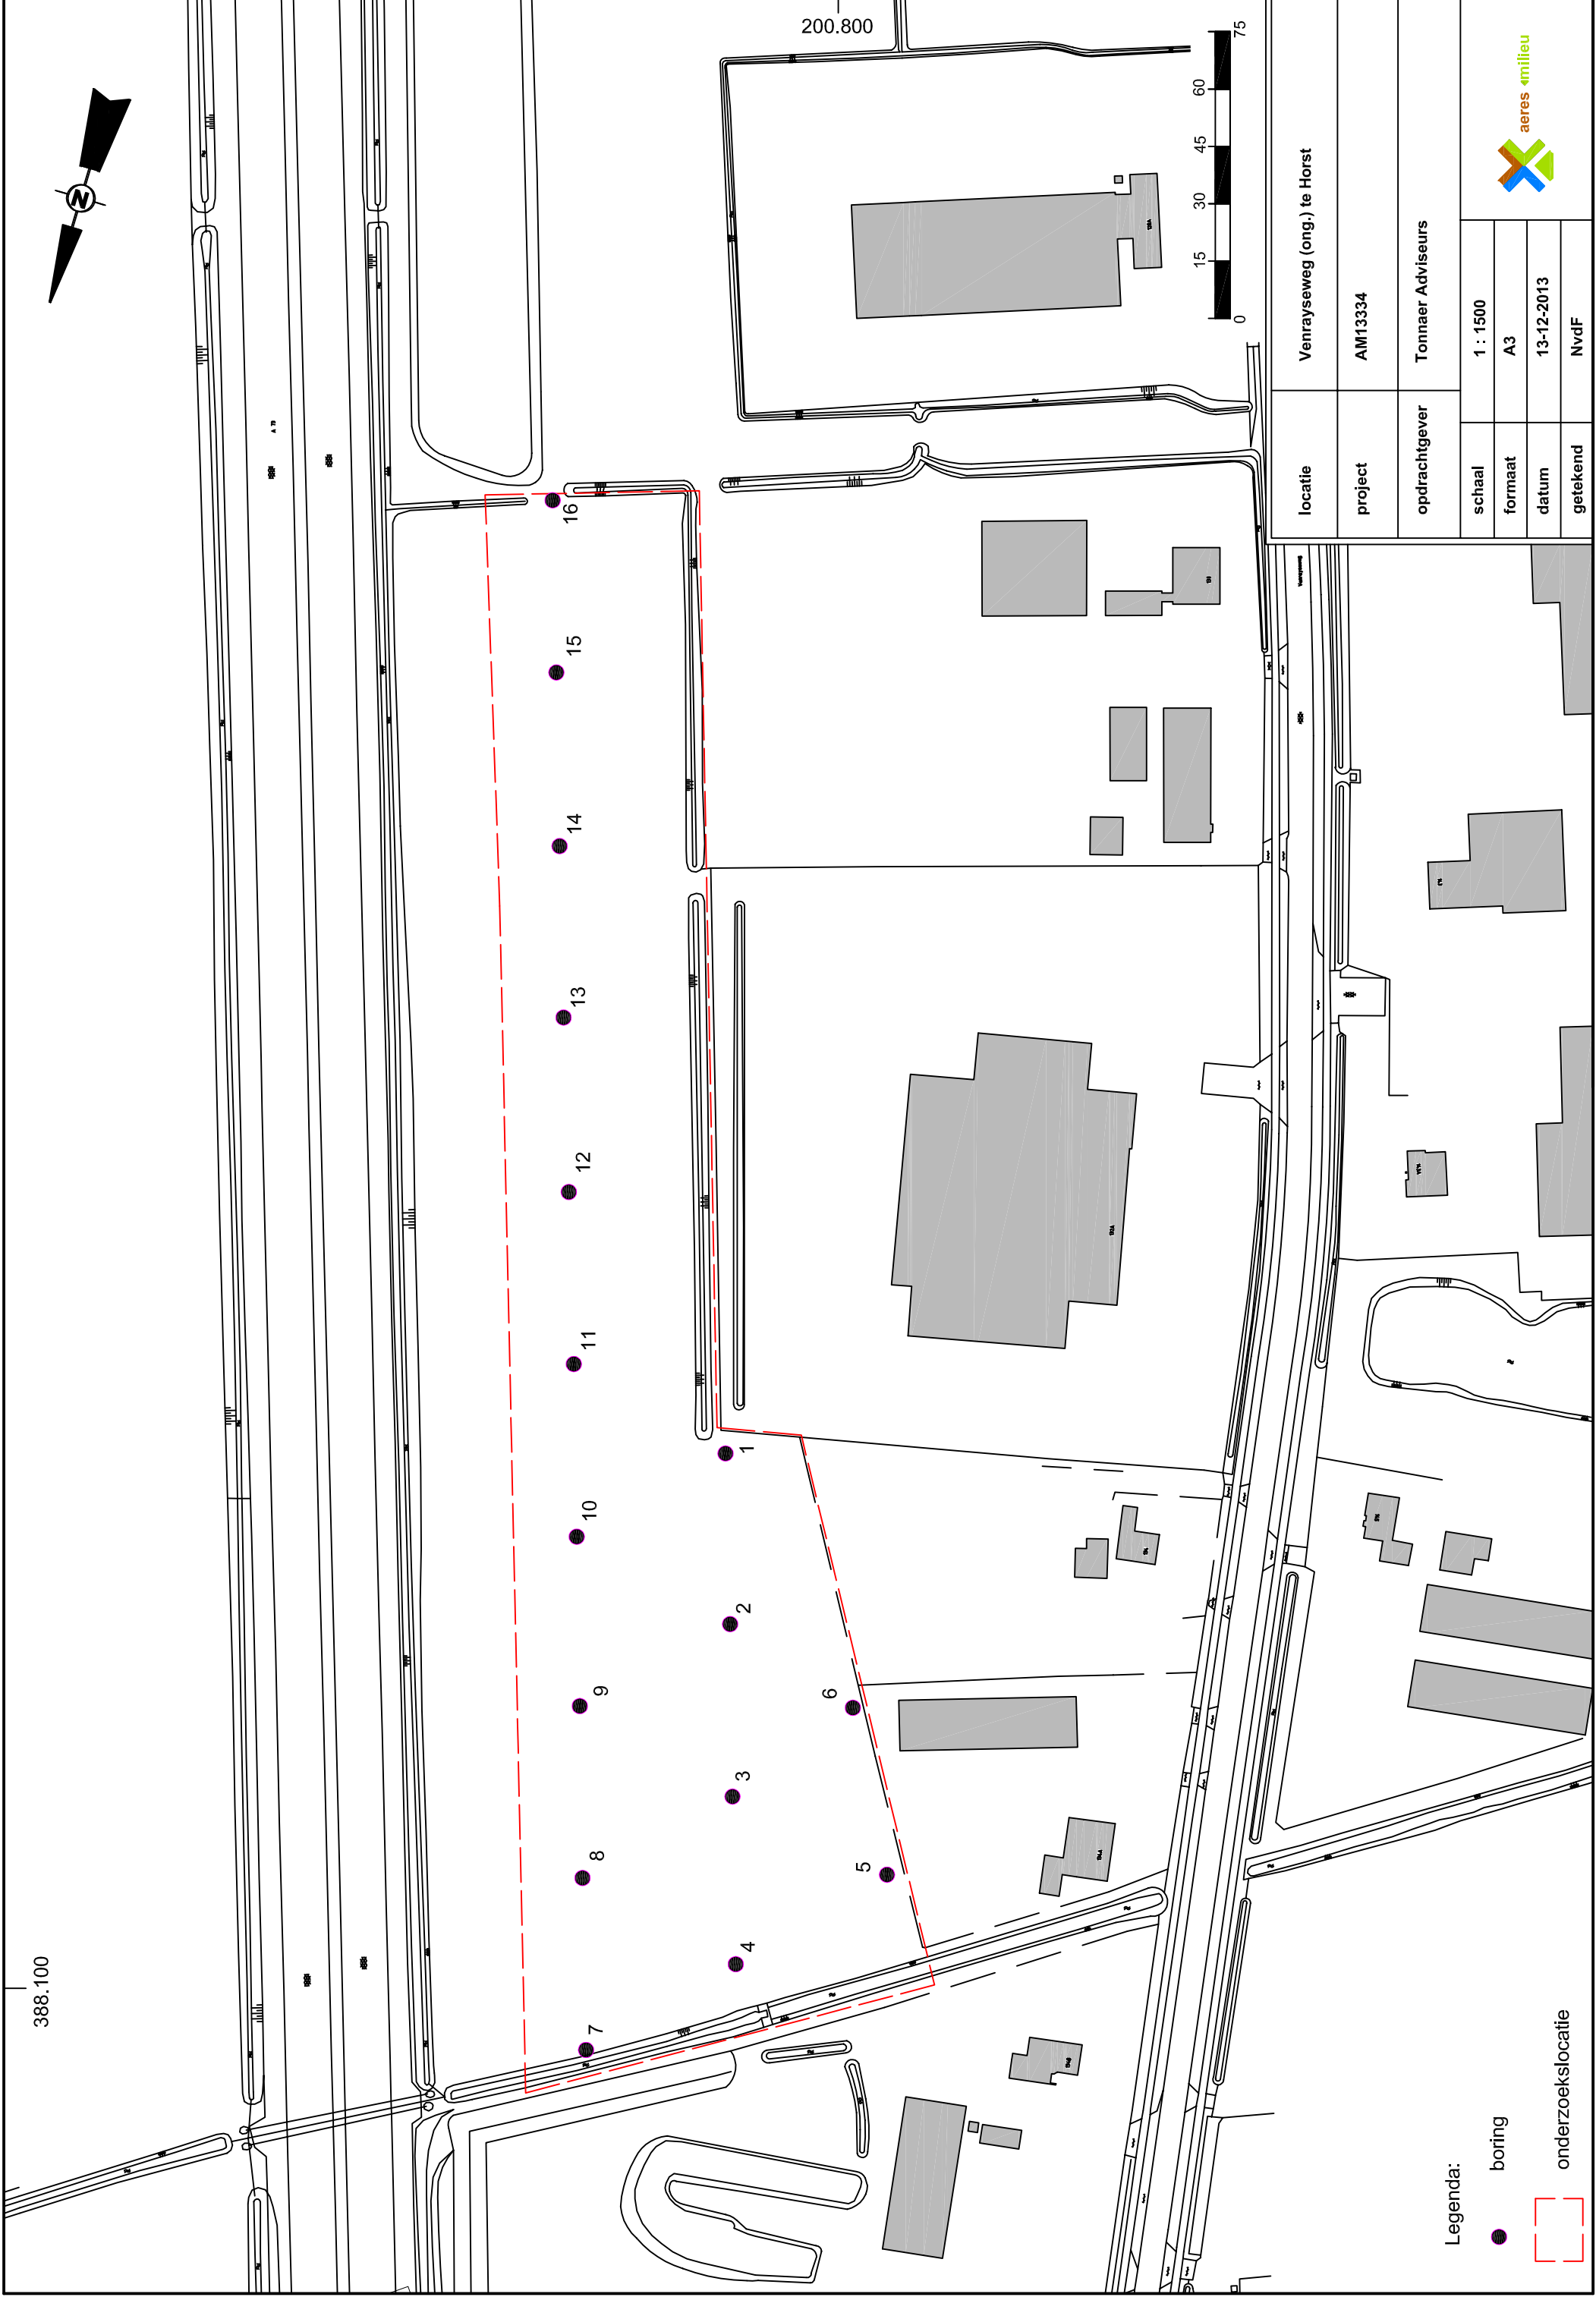 388.100
200.800
A 73
16
15
14
13
12
11
1
10
2
9
6
3
8
5
4
7
0 15 30 45 60 75
locatie Venrayseweg (ong.) te Horst
project AM13334
opdrachtgever Tonnaer Adviseurs
schaal 1 : 1500
formaat A3
datum 13-12-2013
getekend NvdF
aeres milieu
Legenda:
boring
onderzoekslocatie
N
Venrayseweg